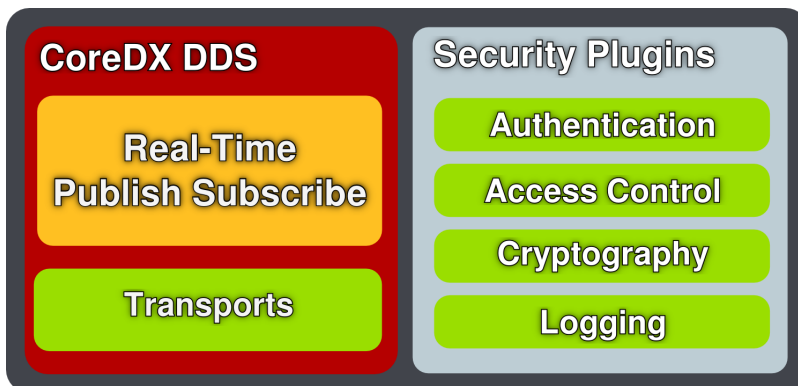 CoreDX DDS
Real-Time
Publish Subscribe
Transports
Security Plugins
Authentication
Access Control
Cryptography
Logging